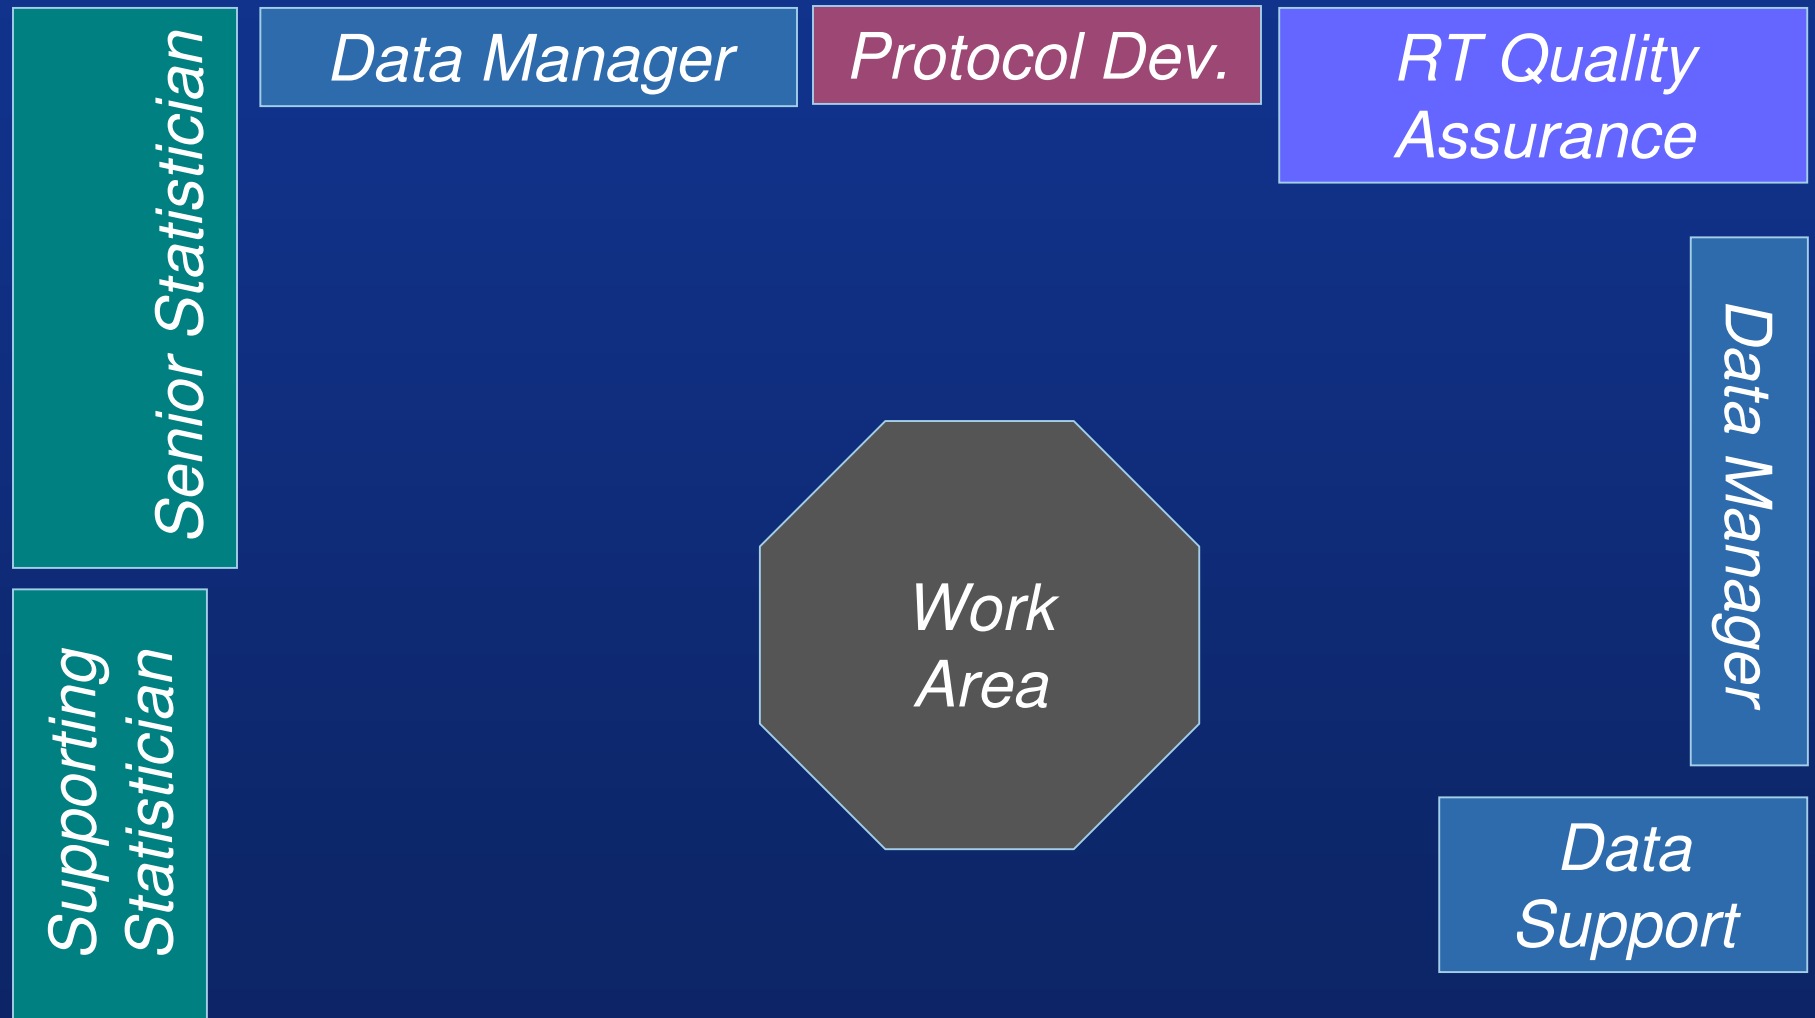 Senior Statistician
Data Manager
Protocol Dev.
RT Quality
Assurance
Data Manager
Work
Area
Supporting
Statistician
Data
Support